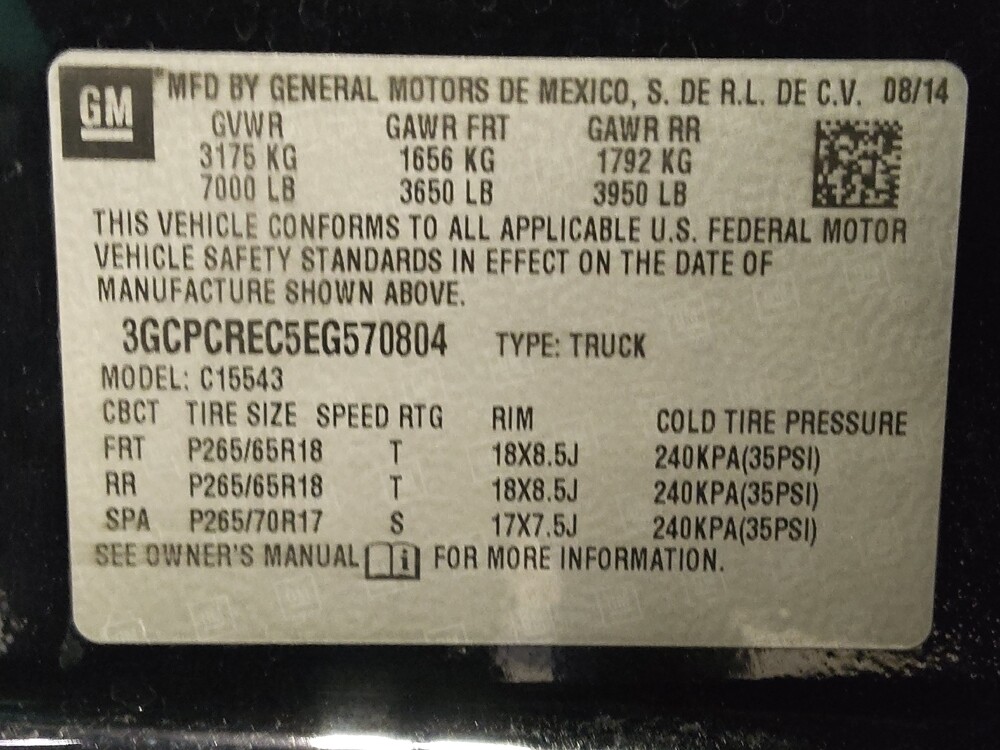 GM
MFD BY GENERAL MOTORS DE MEXICO, S. DE R.L. DE C.V. 08/14
GVWR GAWR FRT GAWR RR
3175 KG 1656 KG 1792 KG
7000 LB 3650 LB 3950 LB
THIS VEHICLE CONFORMS TO ALL APPLICABLE U.S. FEDERAL MOTOR
VEHICLE SAFETY STANDARDS IN EFFECT ON THE DATE OF
MANUFACTURE SHOWN ABOVE.
3GCPCREC5EG570804 TYPE: TRUCK
MODEL: C15543
CBCT TIRE SIZE SPEED RTG RIM COLD TIRE PRESSURE
FRT P265/65R18 T 18X8.5J 240KPA(35PSI)
RR P265/65R18 T 18X8.5J 240KPA(35PSI)
SPA P265/70R17 S 17X7.5J 240KPA(35PSI)
SEE OWNER'S MANUAL i FOR MORE INFORMATION.